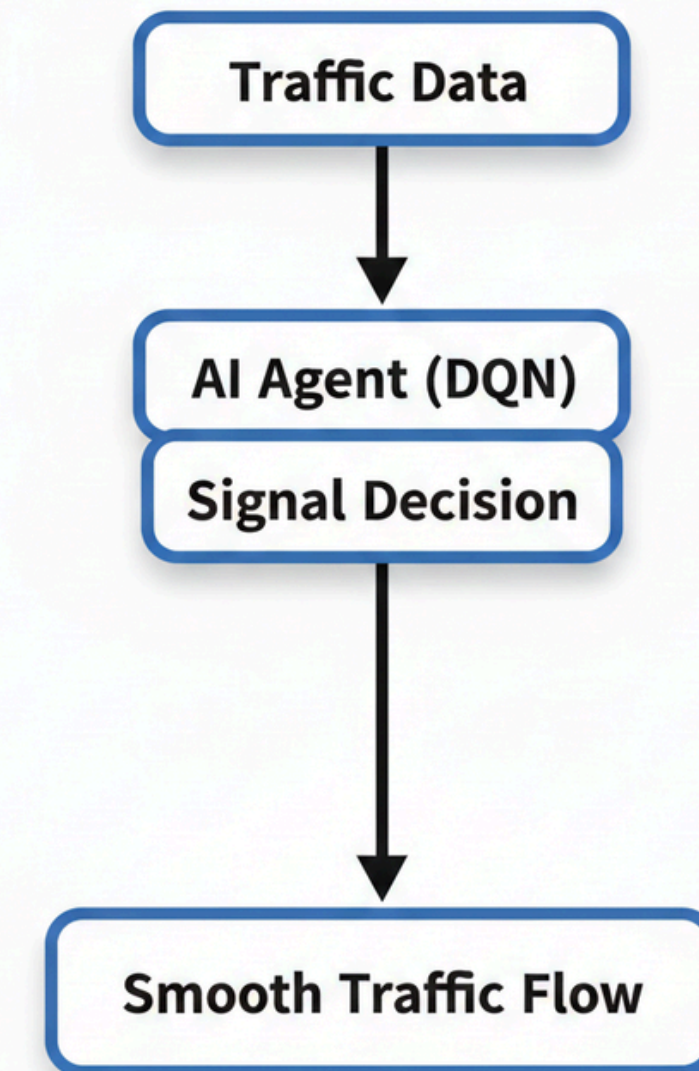 Traffic Data
AI Agent (DQN)
Signal Decision
Smooth Traffic Flow